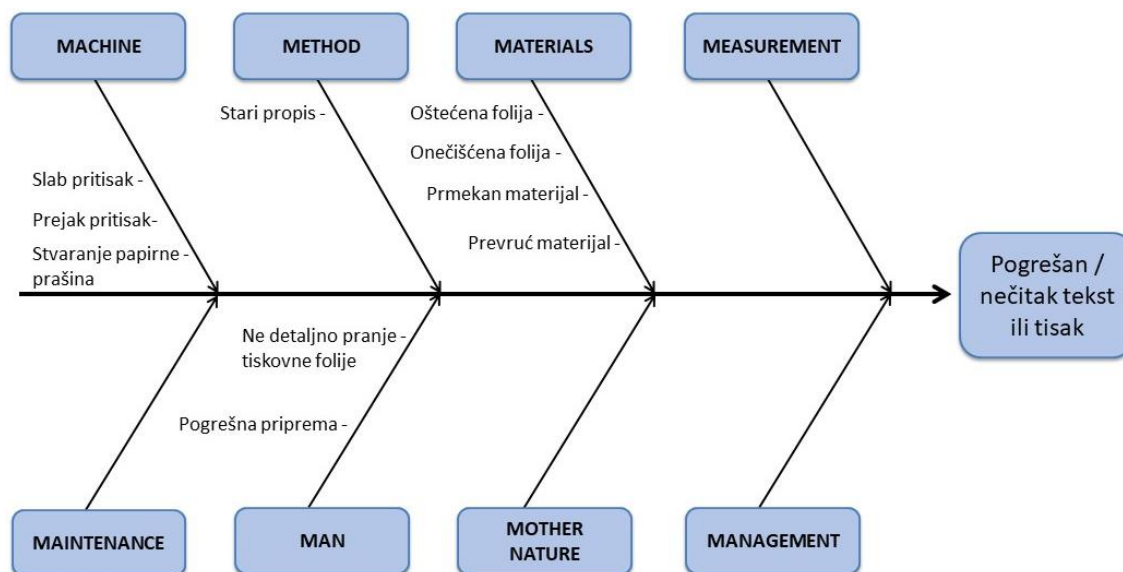 MACHINE
METHOD
MATERIALS
MEASUREMENT
Stari propis -
Oštećena folija -
Onečišćena folija -
Prmekan materijal -
Prevruć materijal -
Slab pritisak -
Prejak pritisak-
Stvaranje papirne -
prašina
Pogrešan /
nečitak tekst
ili tisak
Ne detaljno pranje -
tiskovne folije
Pogrešna priprema -
MAINTENANCE
MAN
MOTHER
NATURE
MANAGEMENT